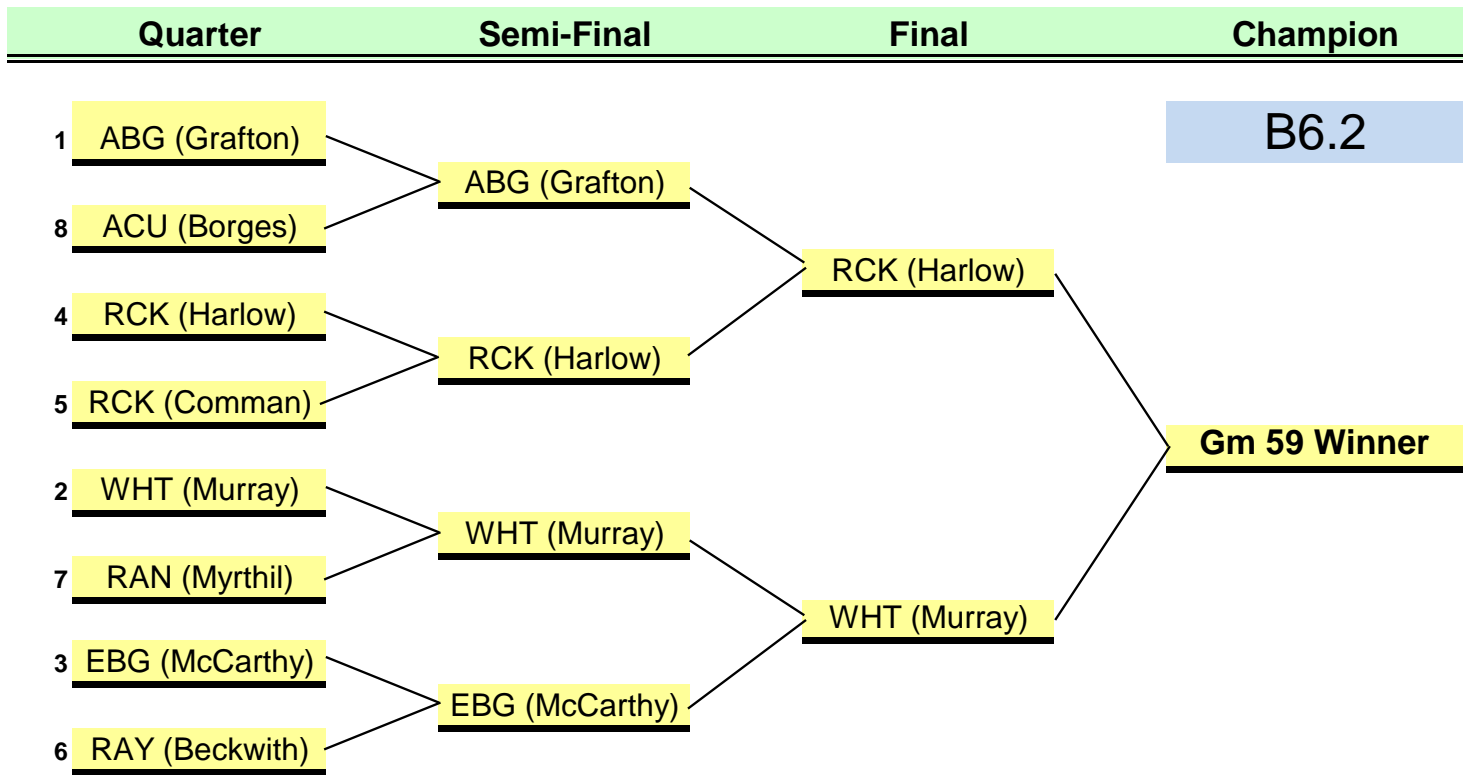 Quarter Semi-Final Final Champion
B6.2
1 ABG (Grafton)
ABG (Grafton)
8 ACU (Borges)
RCK (Harlow)
4 RCK (Harlow)
RCK (Harlow)
5 RCK (Comman)
Gm 59 Winner
2 WHT (Murray)
WHT (Murray)
7 RAN (Myrthil)
WHT (Murray)
3 EBG (McCarthy)
EBG (McCarthy)
6 RAY (Beckwith)